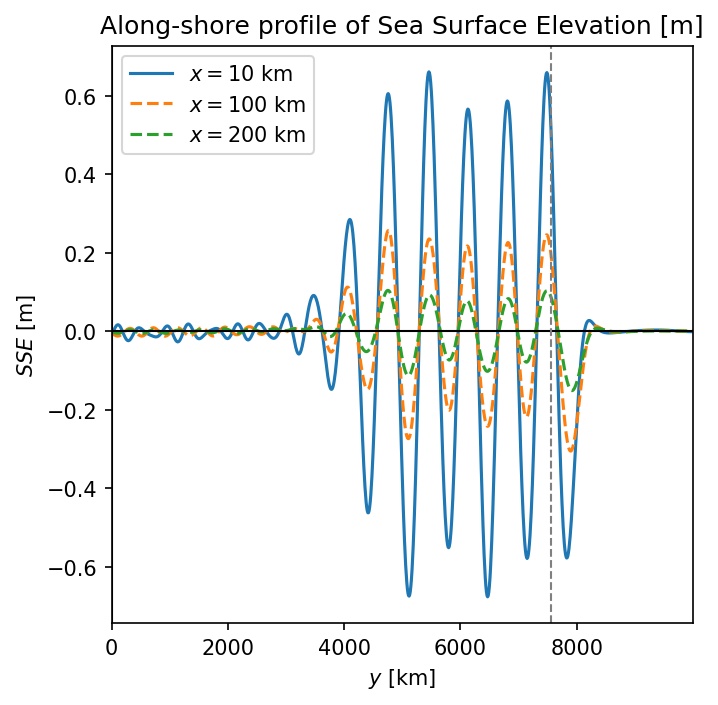 Along-shore profile of Sea Surface Elevation [m]
x = 10 km
x = 100 km
x = 200 km
0.6
0.4
0.2
0.0
−0.2
−0.4
−0.6
SSE [m]
0 2000 4000 6000 8000
y [km]